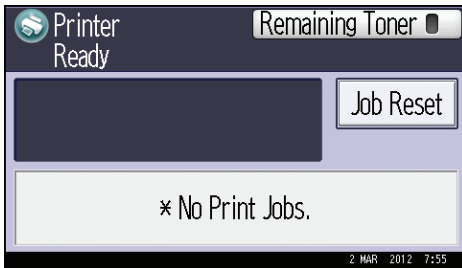 Printer
Ready
Remaining Toner
Job Reset
* No Print Jobs.
2 MAR 2012 7:55